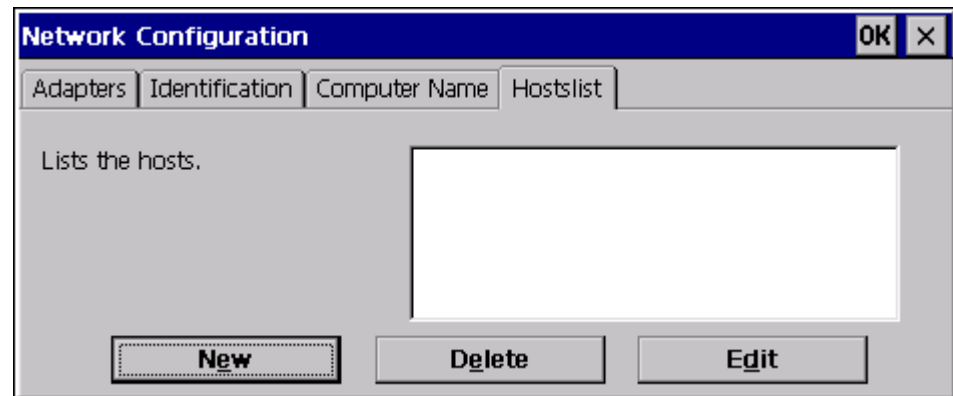 Network Configuration OK ×
Adapters Identification Computer Name Hostslist
Lists the hosts.
New Delete Edit